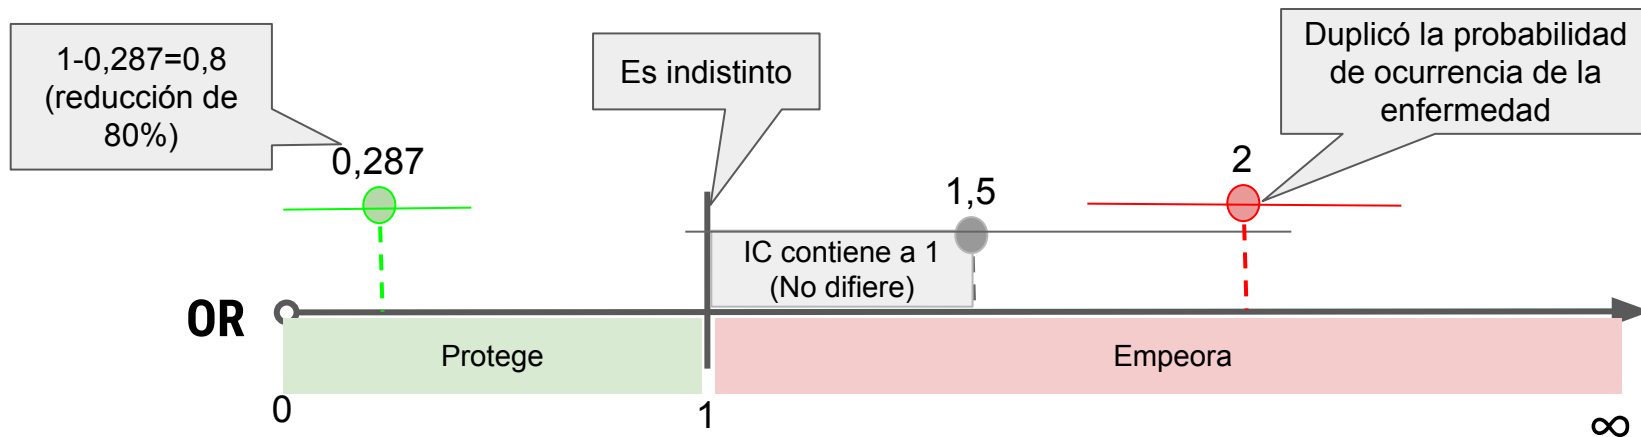 1-0,287=0,8
(reducción de
80%)
Es indistinto
Duplicó la probabilidad
de ocurrencia de la
enfermedad
0,287
1,5
2
IC contiene a 1
(No difiere)
OR
Protege
Empeora
0
1
∞